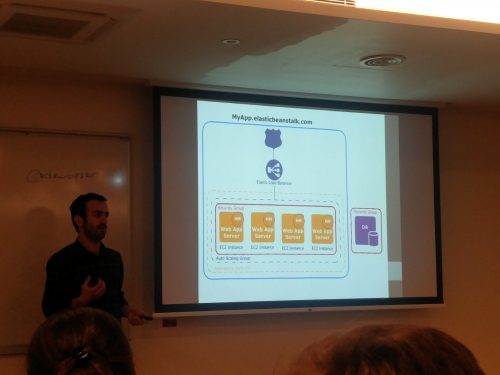 MyApp.elasticbeanstalk.com
Elastic Load Balancer
Security Group
Web App
Server
EC2 Instance
Web App
Server
EC2 Instance
Web App
Server
EC2 Instance
Web App
Server
EC2 Instance
Auto Scaling Group
Security Group
DB